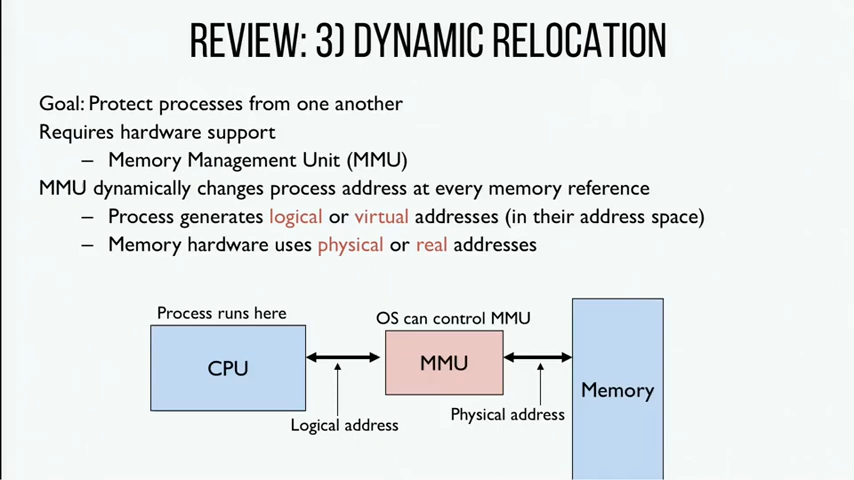 REVIEW: 3) DYNAMIC RELOCATION
Goal: Protect processes from one another
Requires hardware support
– Memory Management Unit (MMU)
MMU dynamically changes process address at every memory reference
– Process generates logical or virtual addresses (in their address space)
– Memory hardware uses physical or real addresses
Process runs here
OS can control MMU
CPU
MMU
Memory
Logical address
Physical address